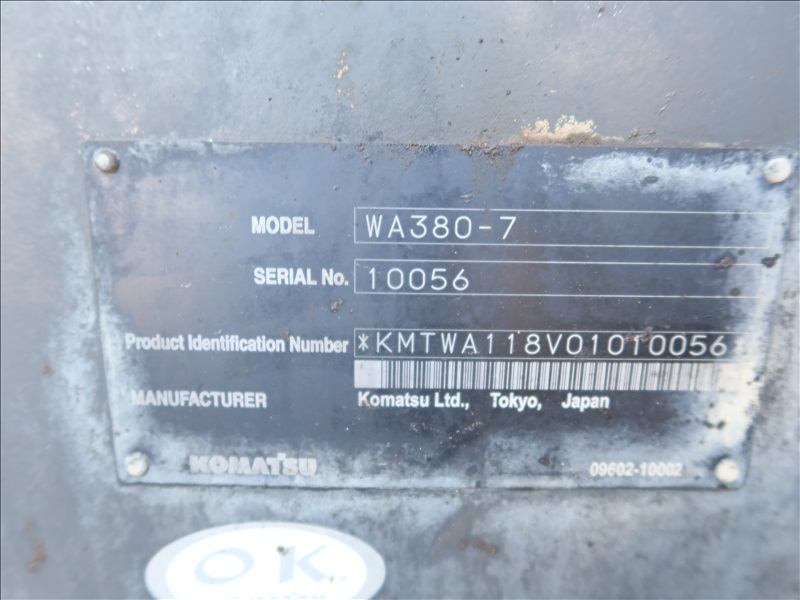 MODEL WA380-7
SERIAL No. 10056
Product Identification Number *KMTWA118V01010056
MANUFACTURER Komatsu Ltd., Tokyo, Japan
KOMATSU 09602-10002
OK